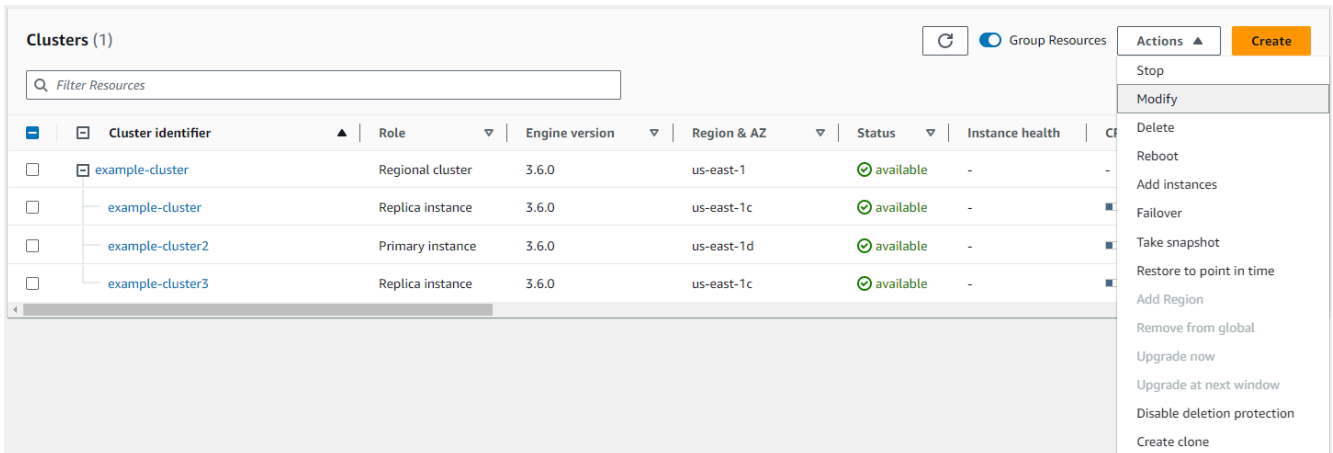 Clusters (1)
Group Resources
Actions
Create
Filter Resources
Cluster identifier Role Engine version Region & AZ Status Instance health
example-cluster Regional cluster 3.6.0 us-east-1 available - -
example-cluster Replica instance 3.6.0 us-east-1c available -
example-cluster2 Primary instance 3.6.0 us-east-1d available -
example-cluster3 Replica instance 3.6.0 us-east-1c available -
Stop
Modify
Delete
Reboot
Add instances
Failover
Take snapshot
Restore to point in time
Add Region
Remove from global
Upgrade now
Upgrade at next window
Disable deletion protection
Create clone